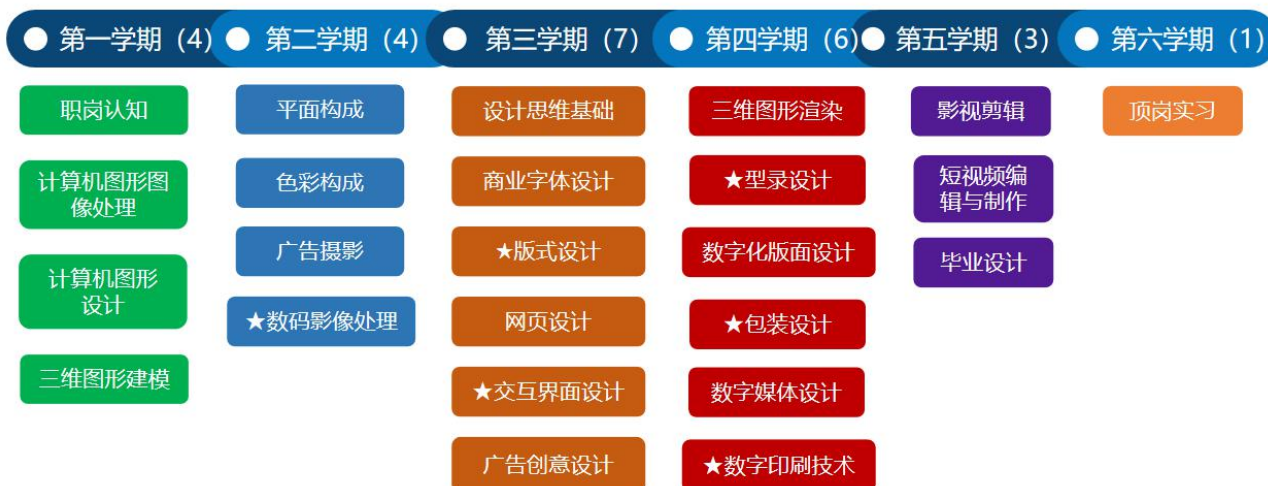 第一学期（4）
第二学期（4）
第三学期（7）
第四学期（6）
第五学期（3）
第六学期（1）
职岗认知
计算机图形图
像处理
计算机图形
设计
三维图形建模
平面构成
色彩构成
广告摄影
★数码影像处理
设计思维基础
商业字体设计
★版式设计
网页设计
★交互界面设计
广告创意设计
三维图形渲染
★型录设计
数字化版面设计
★包装设计
数字媒体设计
★数字印刷技术
影视剪辑
短视频编
辑与制作
毕业设计
顶岗实习